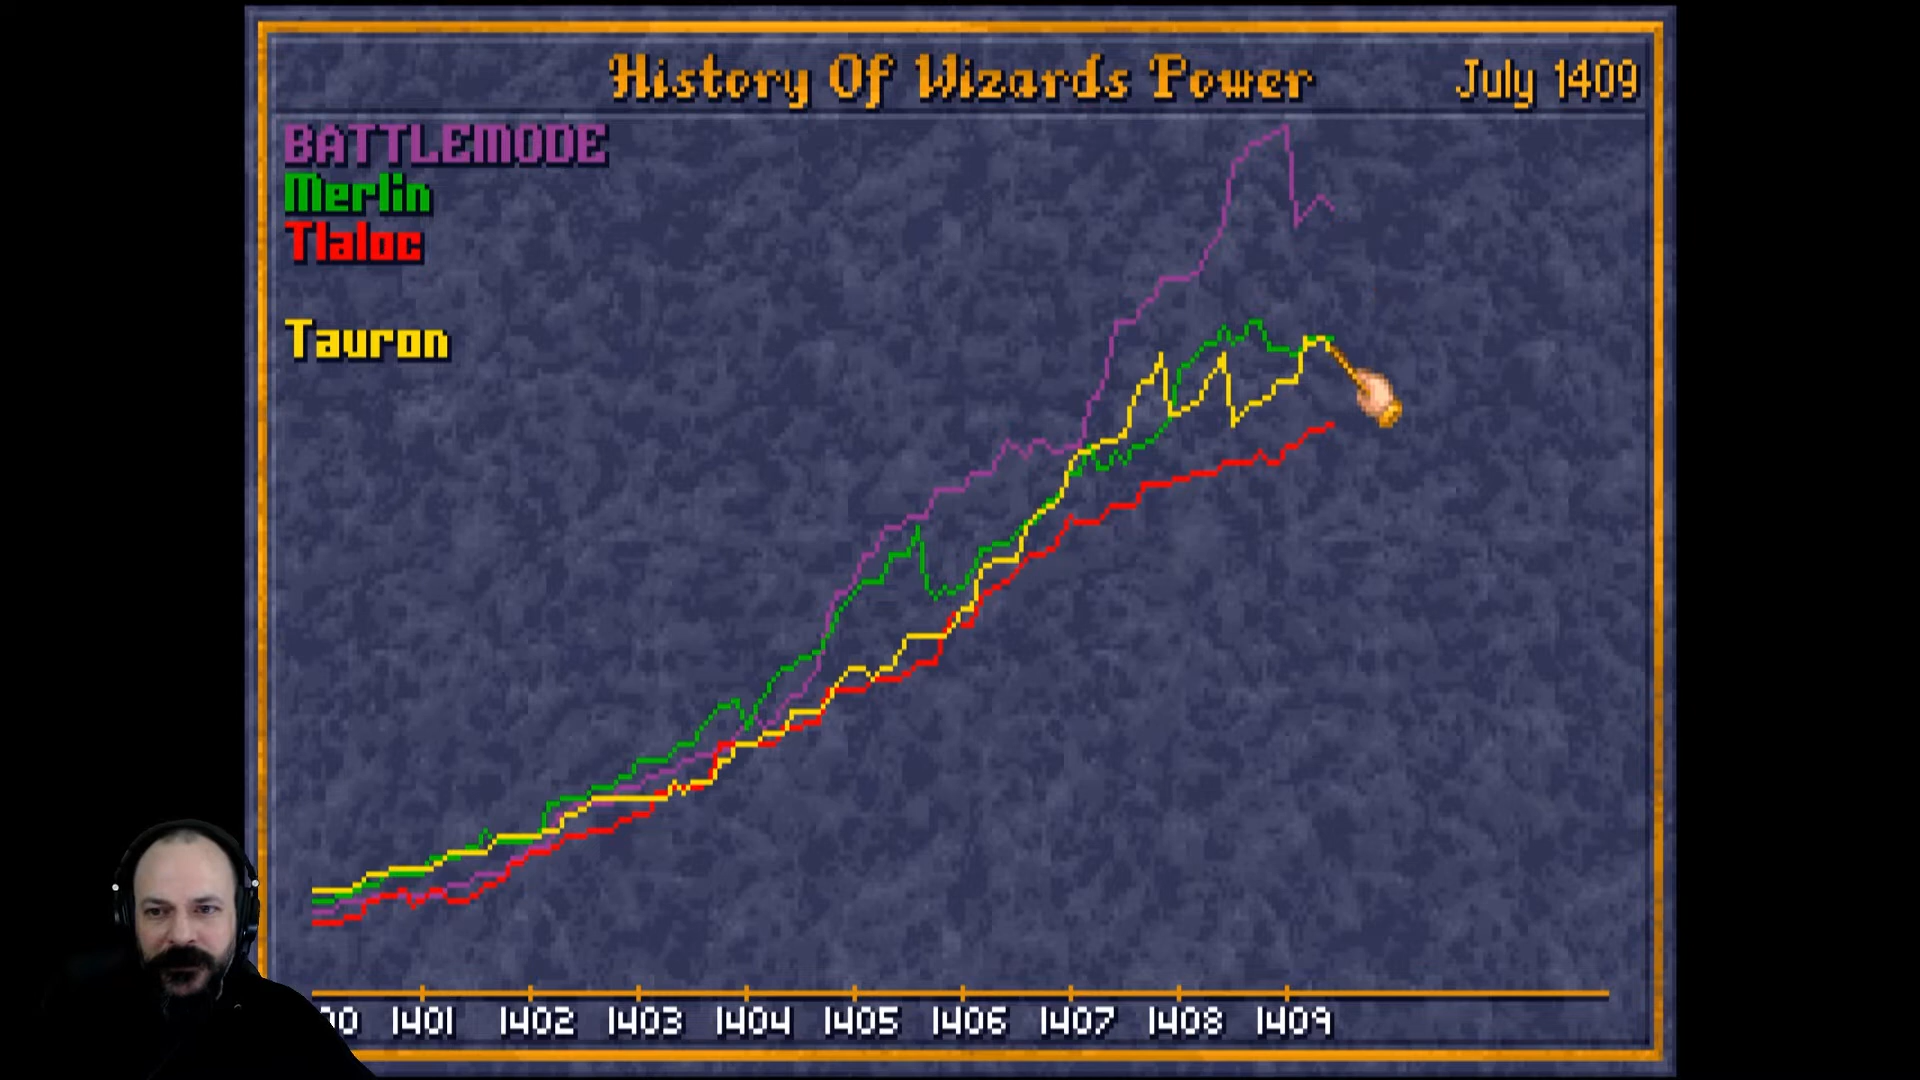 History Of Wizards Power
July 1409
BATTLEMODE
Merlin
Tlaloc
Tauron
00 1401 1402 1403 1404 1405 1406 1407 1408 1409